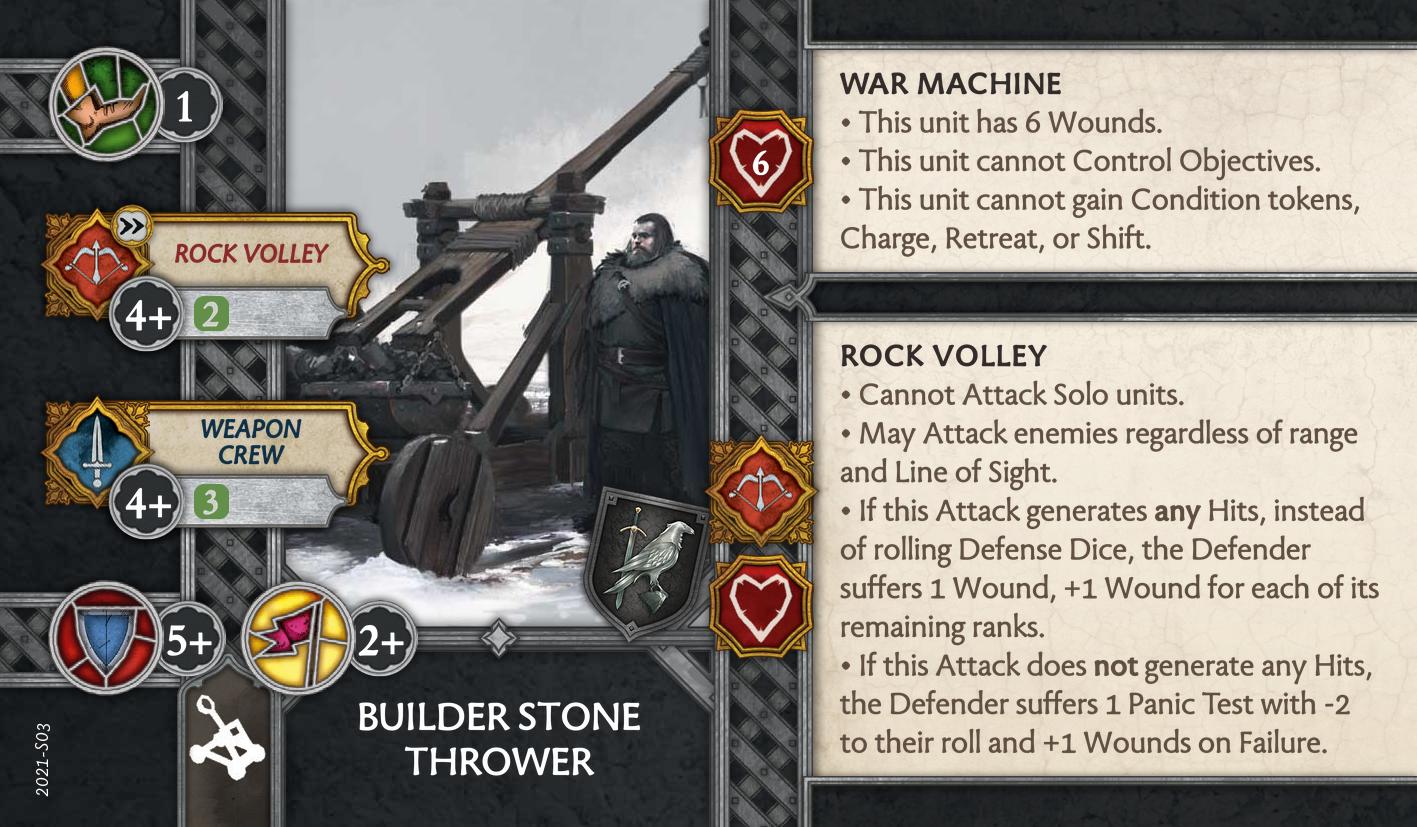 1
ROCK VOLLEY
4+ 2
WEAPON
CREW
4+ 3
5+ 2+
BUILDER STONE
THROWER
2021-S03
6
WAR MACHINE
• This unit has 6 Wounds.
• This unit cannot Control Objectives.
• This unit cannot gain Condition tokens,
Charge, Retreat, or Shift.
ROCK VOLLEY
• Cannot Attack Solo units.
• May Attack enemies regardless of range
and Line of Sight.
• If this Attack generates any Hits, instead
of rolling Defense Dice, the Defender
suffers 1 Wound, +1 Wound for each of its
remaining ranks.
• If this Attack does not generate any Hits,
the Defender suffers 1 Panic Test with -2
to their roll and +1 Wounds on Failure.